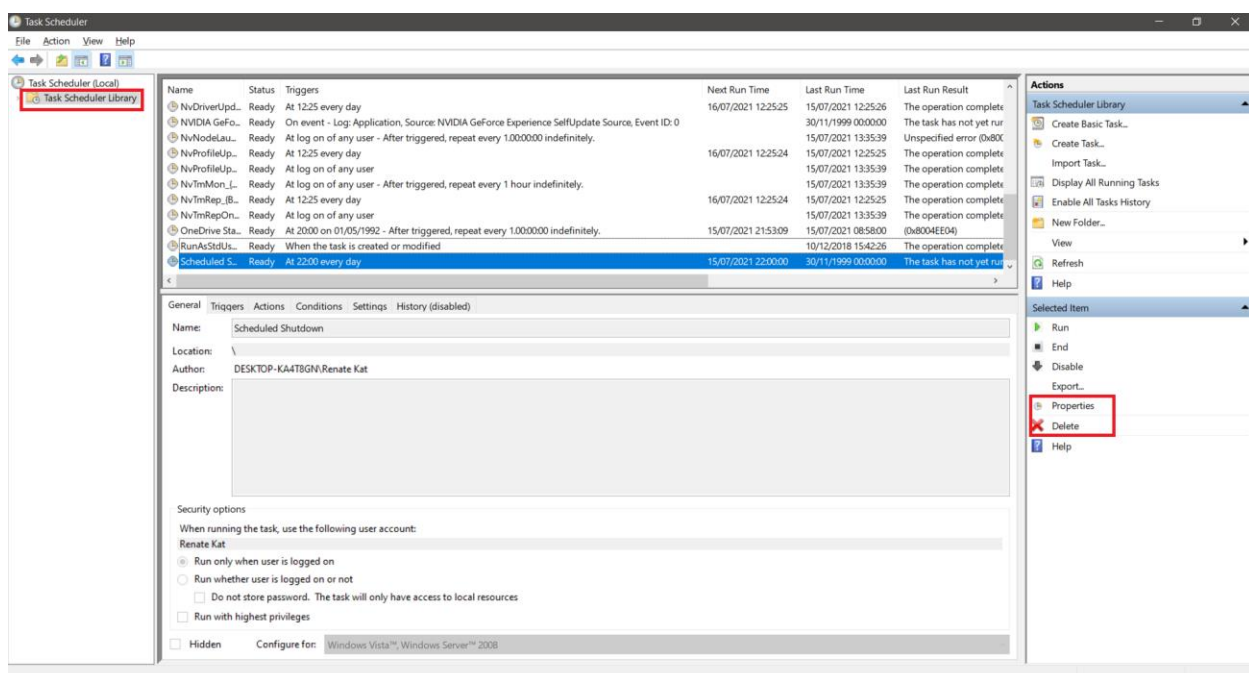 Task Scheduler
File Action View Help
Task Scheduler (Local)
Task Scheduler Library
Name Status Triggers Next Run Time Last Run Time Last Run Result
NvDriverUpd... Ready At 12:25 every day 16/07/2021 12:25:25 15/07/2021 12:25:26 The operation complete
NVIDIA GeFo... Ready On event - Log: Application, Source: NVIDIA GeForce Experience SelfUpdate Source, Event ID: 0 30/11/1999 00:00:00 The task has not yet rur
NvNodeLau... Ready At log on of any user - After triggered, repeat every 1.00:00:00 indefinitely. 15/07/2021 13:35:39 Unspecified error (0x80C
NvProfileUp... Ready At 12:25 every day 16/07/2021 12:25:24 15/07/2021 12:25:25 The operation complete
NvProfileUp... Ready At log on of any user 15/07/2021 13:35:39 The operation complete
NvTmMon_{... Ready At log on of any user - After triggered, repeat every 1 hour indefinitely. 15/07/2021 13:35:39 The operation complete
NvTmRep_{B... Ready At 12:25 every day 16/07/2021 12:25:24 15/07/2021 12:25:25 The operation complete
NvTmRepOn... Ready At log on of any user 15/07/2021 13:35:39 The operation complete
OneDrive Sta... Ready At 20:00 on 01/05/1992 - After triggered, repeat every 1.00:00:00 indefinitely. 15/07/2021 21:53:09 15/07/2021 08:58:00 (0x8004EE04)
RunAsStdUs... Ready When the task is created or modified 10/12/2018 15:42:26 The operation complete
Scheduled S... Ready At 22:00 every day 15/07/2021 22:00:00 30/11/1999 00:00:00 The task has not yet rur
General Triggers Actions Conditions Settings History (disabled)
Name: Scheduled Shutdown
Location: \
Author: DESKTOP-KA4T8GN\Renate Kat
Description:
Security options
When running the task, use the following user account:
Renate Kat
Run only when user is logged on
Run whether user is logged on or not
Do not store password. The task will only have access to local resources
Run with highest privileges
Hidden Configure for: Windows Vista™, Windows Server™ 2008
Actions
Task Scheduler Library
Create Basic Task...
Create Task...
Import Task...
Display All Running Tasks
Enable All Tasks History
New Folder...
View
Refresh
Help
Selected Item
Run
End
Disable
Export...
Properties
Delete
Help